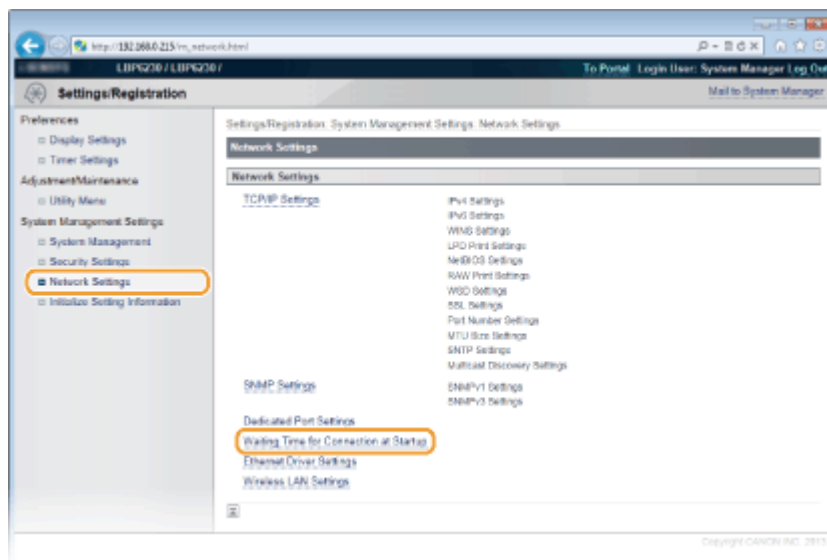 http://192.168.0.215/m_network.html
LBP6230 / LBP6230 /
To Portal Login User: System Manager Log Out
Settings/Registration
Mail to System Manager
Preferences
Display Settings
Timer Settings
Adjustment/Maintenance
Utility Menu
System Management Settings
System Management
Security Settings
Network Settings
Initialize Setting Information
Settings/Registration: System Management Settings: Network Settings
Network Settings
Network Settings
TCP/IP Settings
IPv4 Settings
IPv6 Settings
WINS Settings
LPD Print Settings
NetBIOS Settings
RAW Print Settings
WSD Settings
SSL Settings
Port Number Settings
MTU Size Settings
SNTP Settings
Multicast Discovery Settings
SNMP Settings
SNMPv1 Settings
SNMPv3 Settings
Dedicated Port Settings
Waiting Time for Connection at Startup
Ethernet Driver Settings
Wireless LAN Settings
Copyright CANON INC. 2013